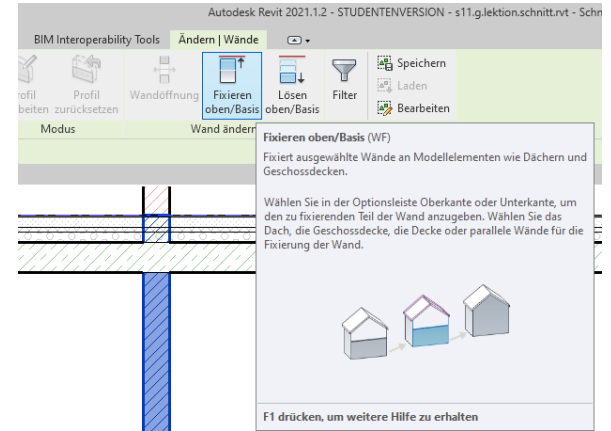 Autodesk Revit 2021.1.2 - STUDENTENVERSION - s11.g.lektion.schnitt.rvt - Schn
BIM Interoperability Tools Ändern | Wände
rofil
beiten
Profil
zurücksetzen
Wandöffnung
Fixieren
oben/Basis
Lösen
oben/Basis
Filter
Speichern
Laden
Bearbeiten
Modus
Wand ändern
Fixieren oben/Basis (WF)
Fixiert ausgewählte Wände an Modellelementen wie Dächern und
Geschossdecken.
Wählen Sie in der Optionsleiste Oberkante oder Unterkante, um
den zu fixierenden Teil der Wand anzugeben. Wählen Sie das
Dach, die Geschossdecke, die Decke oder parallele Wände für die
Fixierung der Wand.
F1 drücken, um weitere Hilfe zu erhalten